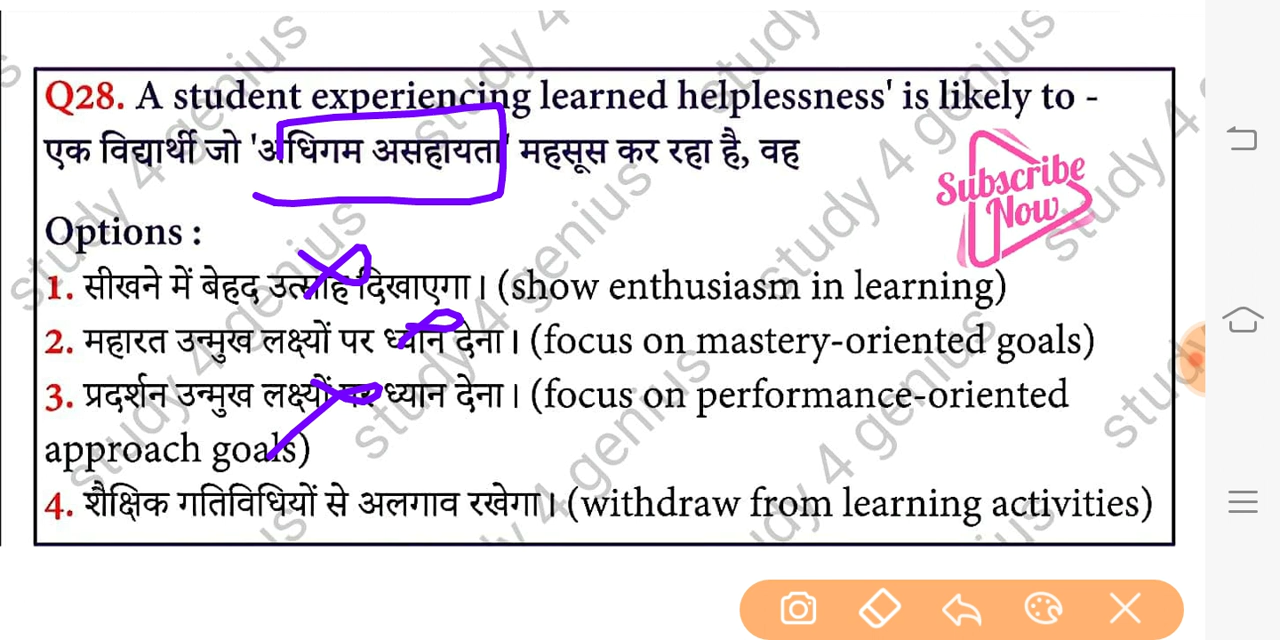 Q28. A student experiencing learned helplessness' is likely to -
एक विद्यार्थी जो 'अधिगम असहायता' महसूस कर रहा है, वह
Subscribe
Now
Options :
1. सीखने में बेहद उत्साह दिखाएगा। (show enthusiasm in learning)
2. महारत उन्मुख लक्ष्यों पर ध्यान देना। (focus on mastery-oriented goals)
3. प्रदर्शन उन्मुख लक्ष्यों पर ध्यान देना। (focus on performance-oriented
approach goals)
4. शैक्षिक गतिविधियों से अलगाव रखेगा। (withdraw from learning activities)
study 4 genius